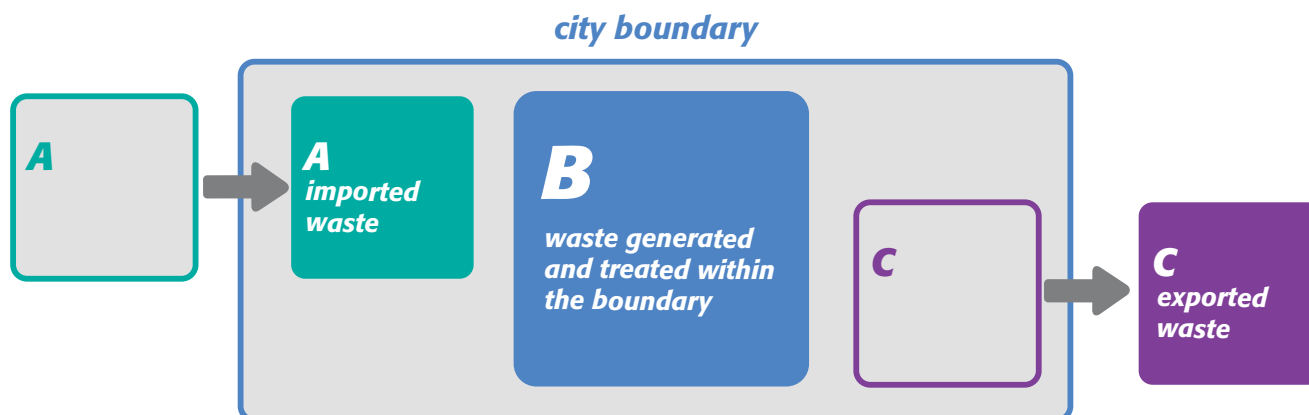 city boundary
A
A
imported
waste
B
waste generated
and treated within
the boundary
C
C
exported
waste